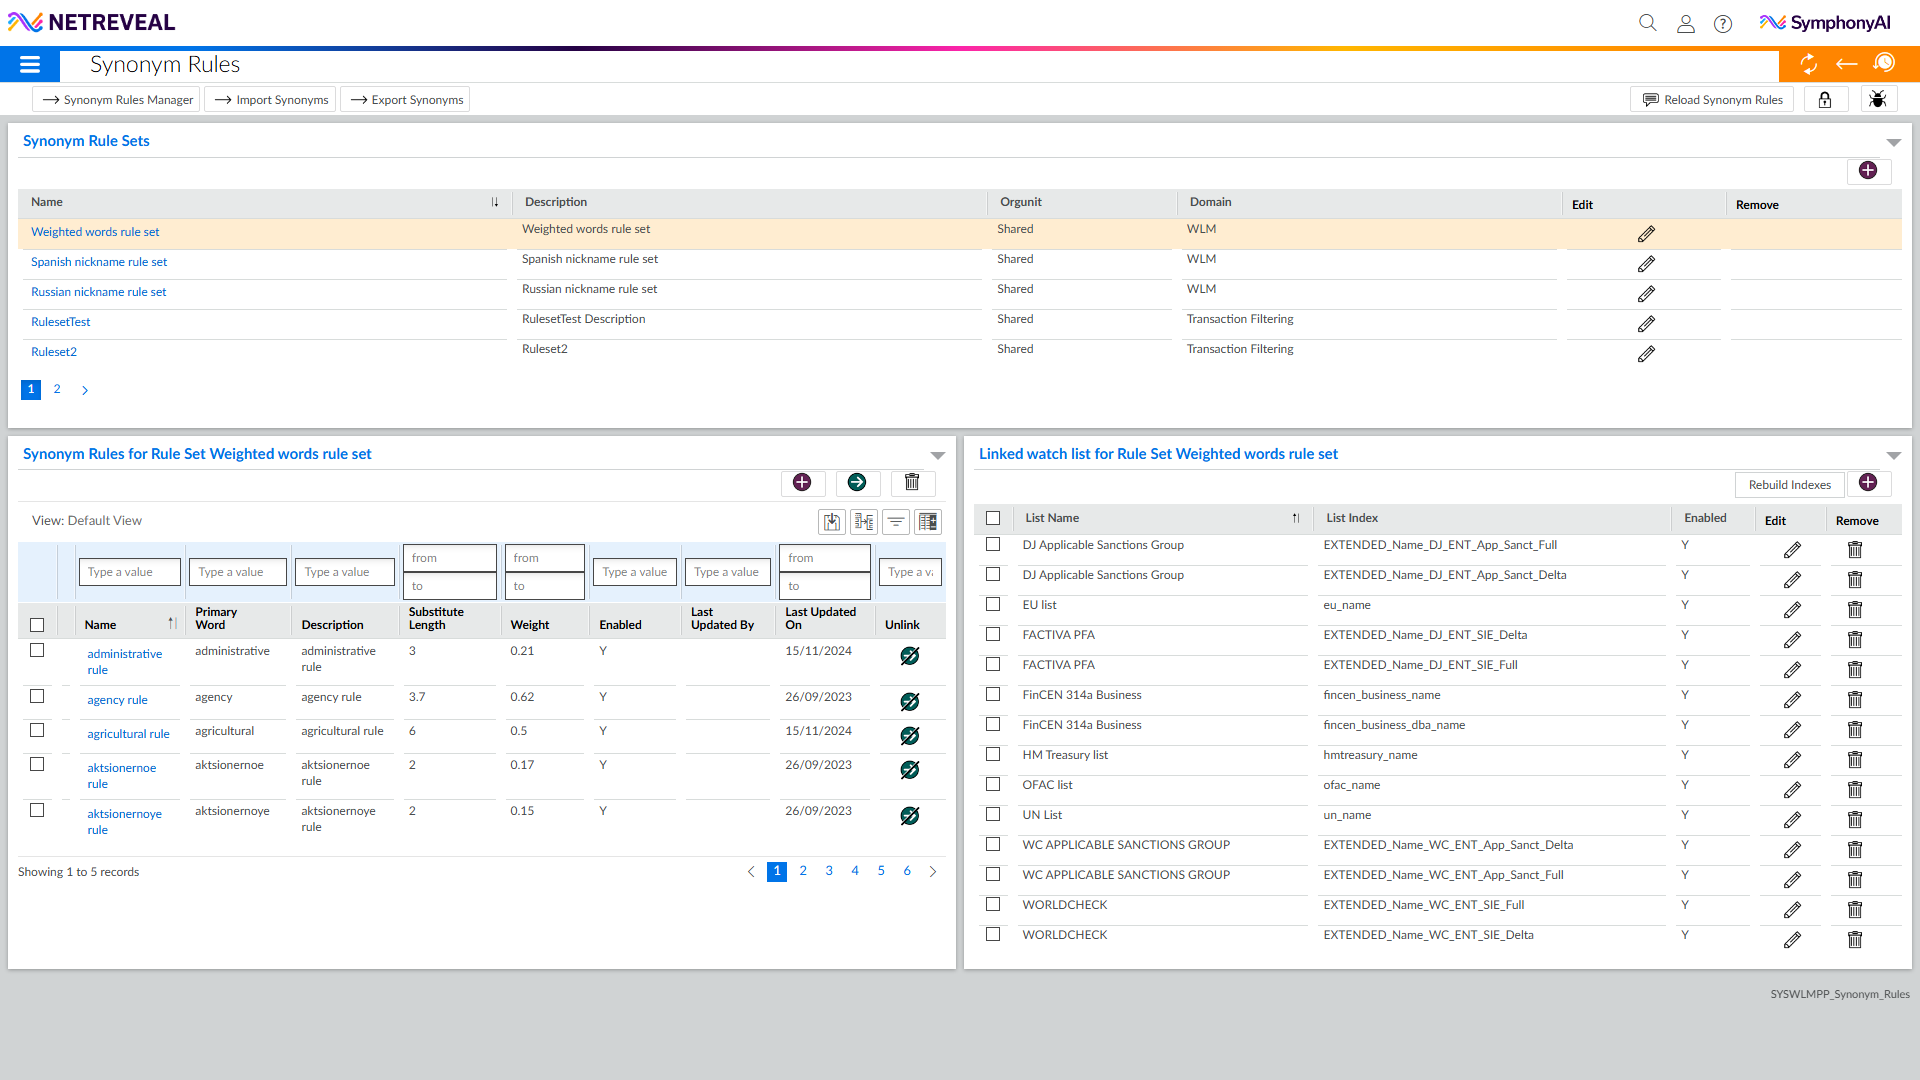 NETREVEAL
SymphonyAI
Synonym Rules
Synonym Rules Manager
Import Synonyms
Export Synonyms
Reload Synonym Rules
Synonym Rule Sets
Name Description Orgunit Domain Edit Remove
Weighted words rule set Weighted words rule set Shared WLM
Spanish nickname rule set Spanish nickname rule set Shared WLM
Russian nickname rule set Russian nickname rule set Shared WLM
RulesetTest RulesetTest Description Shared Transaction Filtering
Ruleset2 Ruleset2 Shared Transaction Filtering
1 2
Synonym Rules for Rule Set Weighted words rule set
View: Default View
Type a value Type a value Type a value from from Type a value Type a value from Type a va
to to to
Name Primary Word Description Substitute Length Weight Enabled Last Updated By Last Updated On Unlink
administrative rule administrative administrative rule 3 0.21 Y 15/11/2024
agency rule agency agency rule 3.7 0.62 Y 26/09/2023
agricultural rule agricultural agricultural rule 6 0.5 Y 15/11/2024
aktsionernoe rule aktsionernoe aktsionernoe rule 2 0.17 Y 26/09/2023
aktsionernoye rule aktsionernoye aktsionernoye rule 2 0.15 Y 26/09/2023
Showing 1 to 5 records
1 2 3 4 5 6
Linked watch list for Rule Set Weighted words rule set
Rebuild Indexes
List Name List Index Enabled Edit Remove
DJ Applicable Sanctions Group EXTENDED_Name_DJ_ENT_App_Sanct_Full Y
DJ Applicable Sanctions Group EXTENDED_Name_DJ_ENT_App_Sanct_Delta Y
EU list eu_name Y
FACTIVA PFA EXTENDED_Name_DJ_ENT_SIE_Delta Y
FACTIVA PFA EXTENDED_Name_DJ_ENT_SIE_Full Y
FinCEN 314a Business fincen_business_name Y
FinCEN 314a Business fincen_business_dba_name Y
HM Treasury list hmtreasury_name Y
OFAC list ofac_name Y
UN List un_name Y
WC APPLICABLE SANCTIONS GROUP EXTENDED_Name_WC_ENT_App_Sanct_Delta Y
WC APPLICABLE SANCTIONS GROUP EXTENDED_Name_WC_ENT_App_Sanct_Full Y
WORLDCHECK EXTENDED_Name_WC_ENT_SIE_Full Y
WORLDCHECK EXTENDED_Name_WC_ENT_SIE_Delta Y
SYSWLMPP_Synonym_Rules